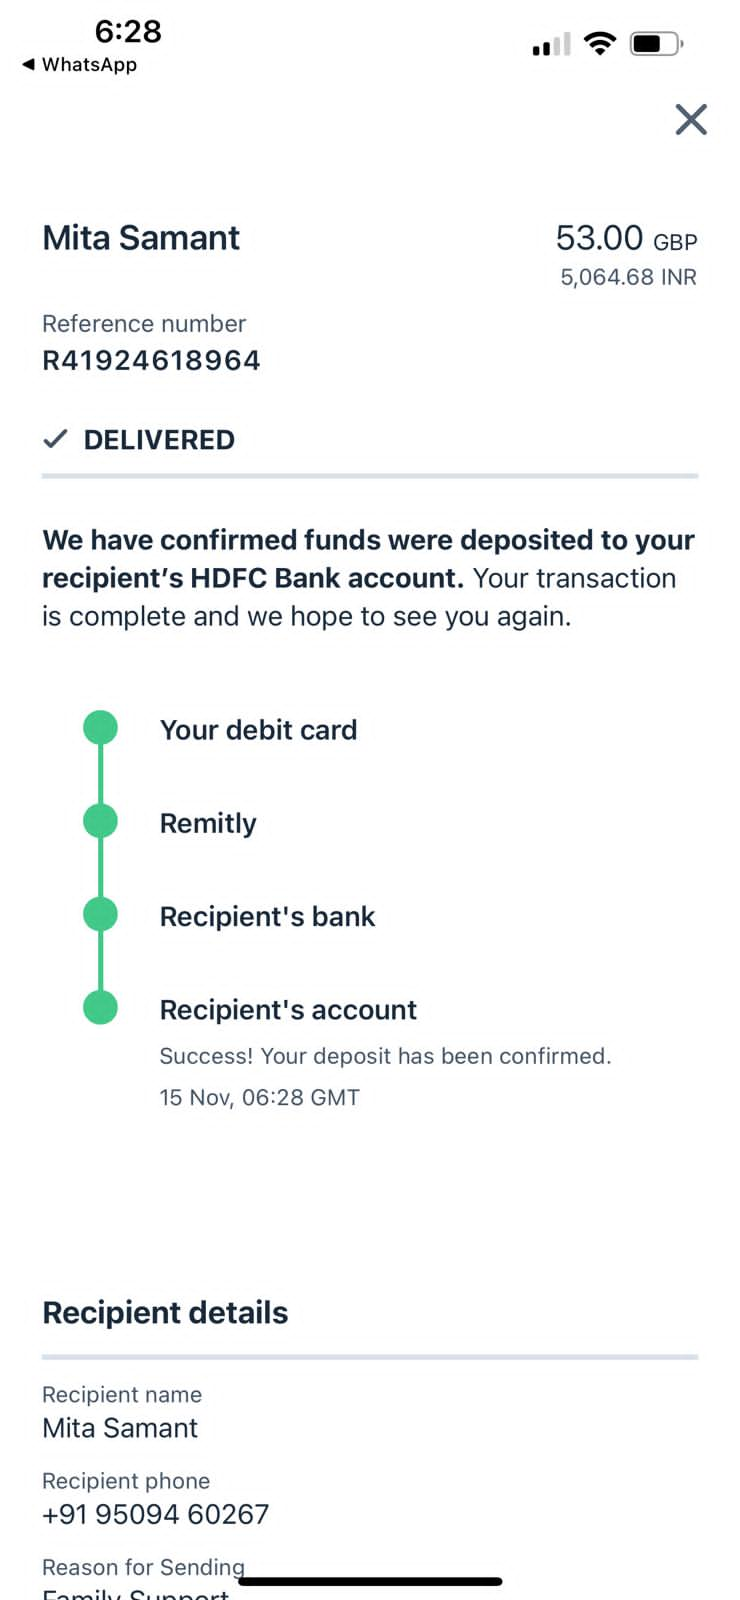 6:28
◀ WhatsApp
Mita Samant
53.00 GBP
5,064.68 INR
Reference number
R41924618964
✓ DELIVERED
We have confirmed funds were deposited to your
recipient’s HDFC Bank account. Your transaction
is complete and we hope to see you again.
Your debit card
Remitly
Recipient's bank
Recipient's account
Success! Your deposit has been confirmed.
15 Nov, 06:28 GMT
Recipient details
Recipient name
Mita Samant
Recipient phone
+91 95094 60267
Reason for Sending
Family Support